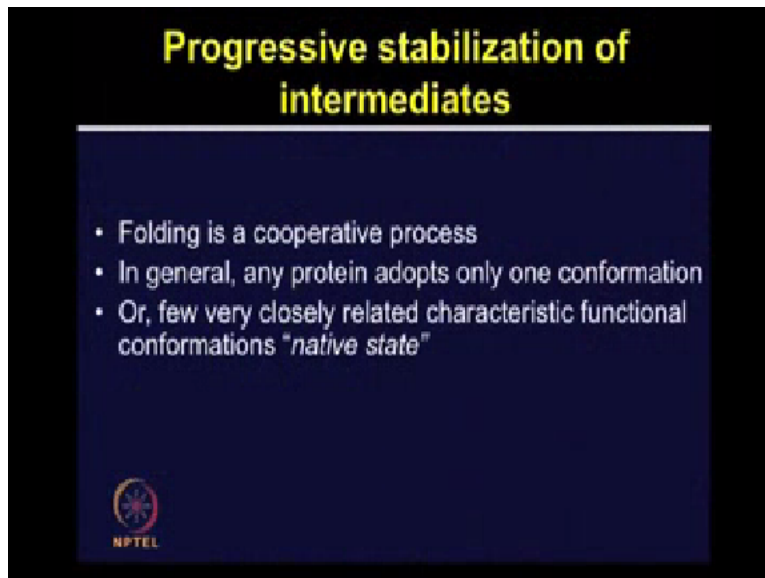 Progressive stabilization of
intermediates
• Folding is a cooperative process
• In general, any protein adopts only one conformation
• Or, few very closely related characteristic functional
conformations “native state”
NPTEL